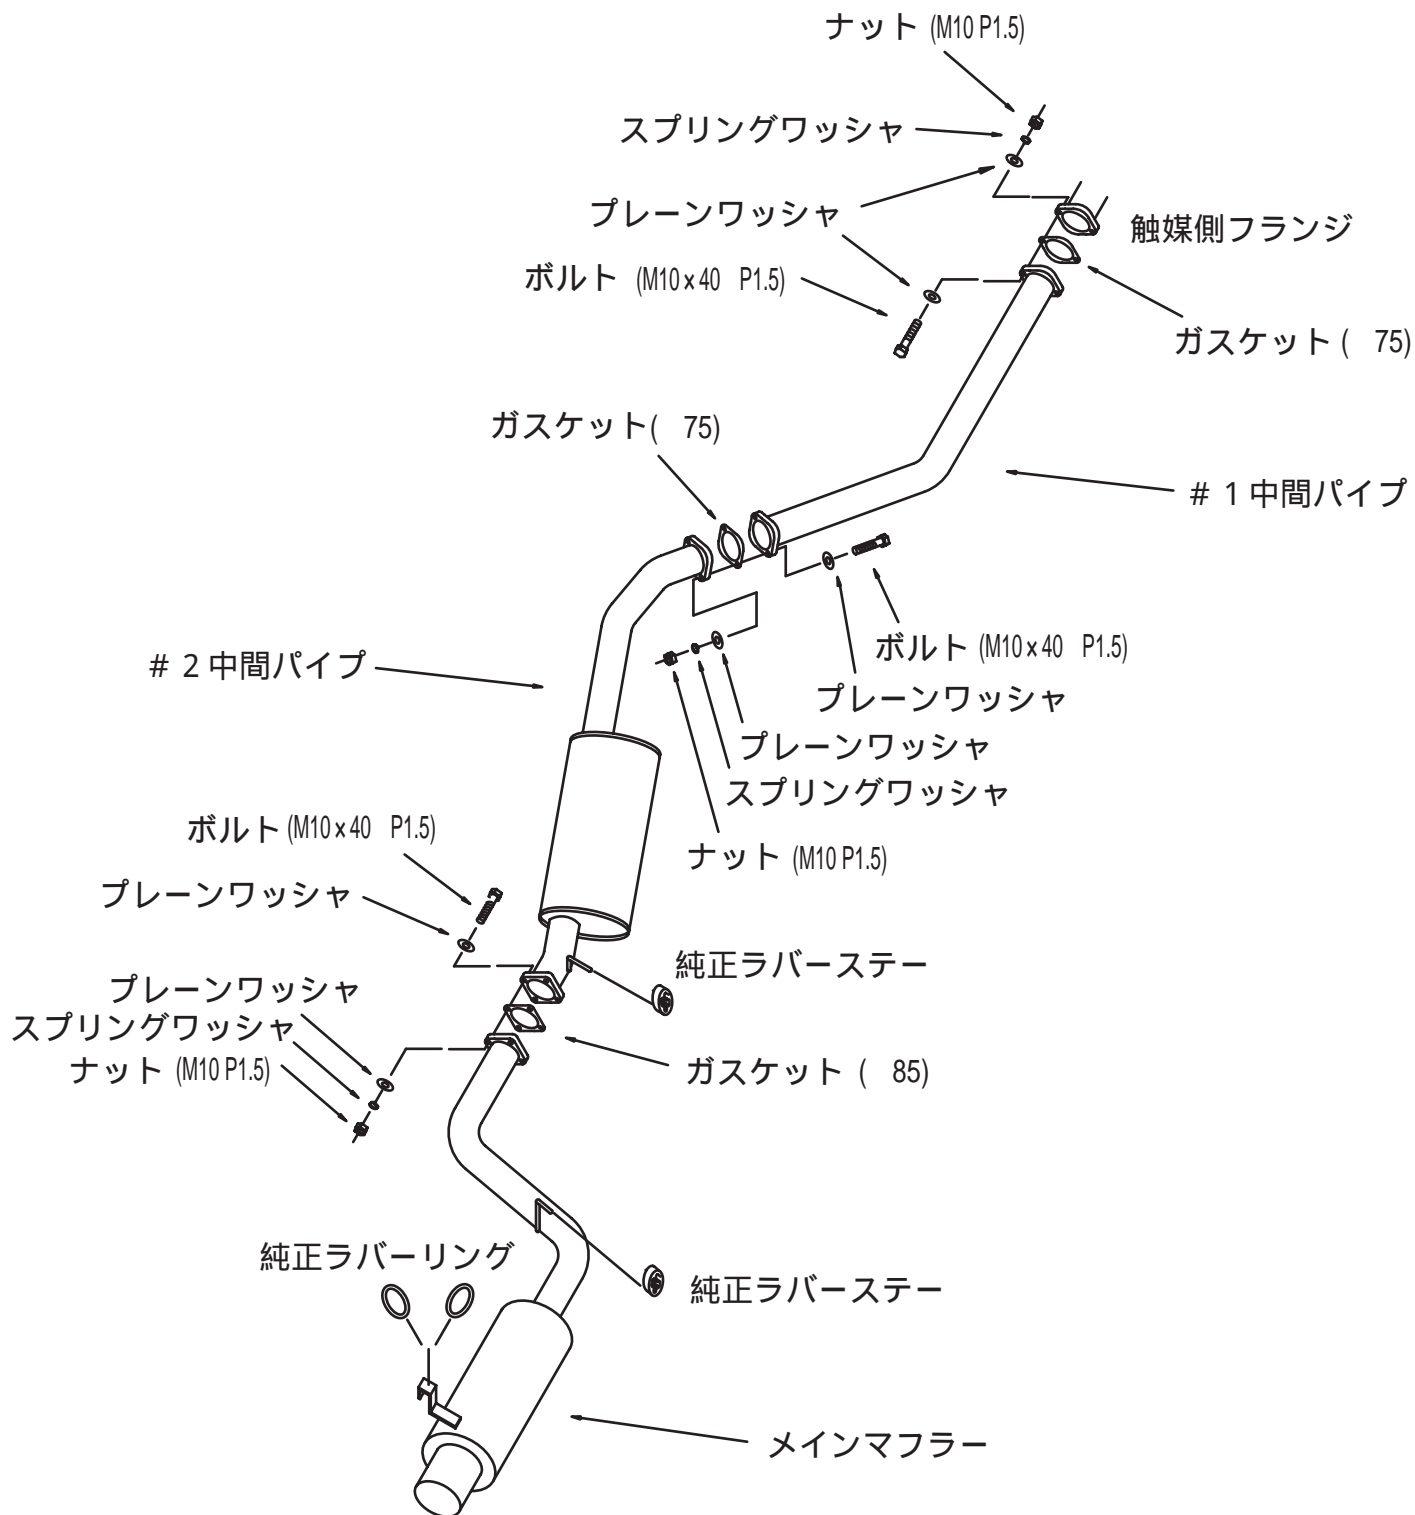 ナット (M10 P1.5)
スプリングワッシャ
プレーンワッシャ
触媒側フランジ
ボルト (M10×40 P1.5)
ガスケット ( 75)
ガスケット( 75)
# 1 中間パイプ
ボルト (M10×40 P1.5)
# 2 中間パイプ
プレーンワッシャ
プレーンワッシャ
スプリングワッシャ
ボルト (M10×40 P1.5)
ナット (M10 P1.5)
プレーンワッシャ
純正ラバーステー
プレーンワッシャ
スプリングワッシャ
ナット (M10 P1.5)
ガスケット ( 85)
純正ラバーリング
純正ラバーステー
メインマフラー